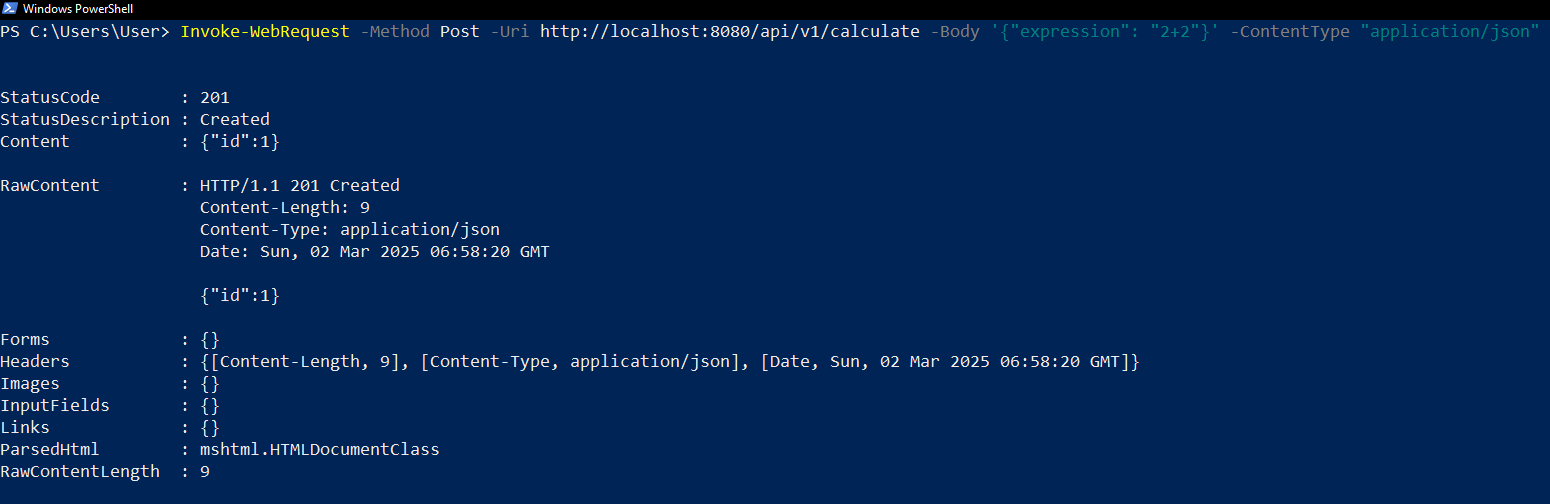 Windows PowerShell
PS C:\Users\User> Invoke-WebRequest -Method Post -Uri http://localhost:8080/api/v1/calculate -Body '{"expression": "2+2"}' -ContentType "application/json"
StatusCode        : 201
StatusDescription : Created
Content           : {"id":1}
RawContent        : HTTP/1.1 201 Created
                    Content-Length: 9
                    Content-Type: application/json
                    Date: Sun, 02 Mar 2025 06:58:20 GMT
                    {"id":1}
Forms             : {}
Headers           : {[Content-Length, 9], [Content-Type, application/json], [Date, Sun, 02 Mar 2025 06:58:20 GMT]}
Images            : {}
InputFields       : {}
Links             : {}
ParsedHtml        : mshtml.HTMLDocumentClass
RawContentLength  : 9